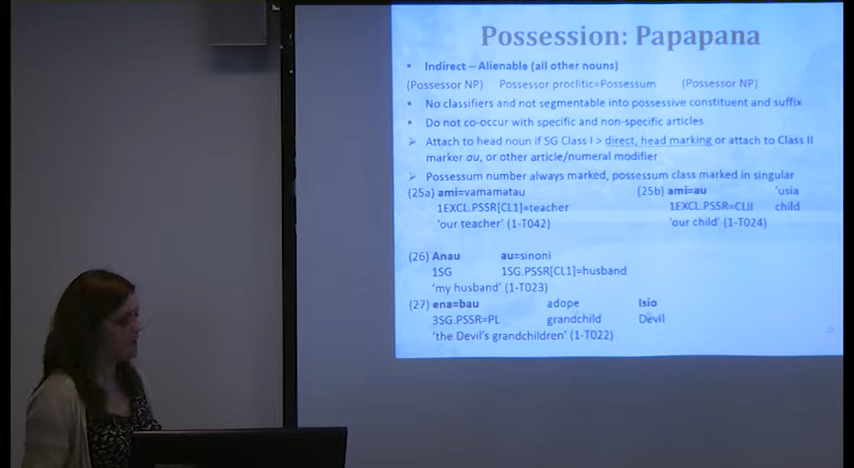 Possession: Papapana
▪ Indirect – Alienable (all other nouns)
(Possessor NP) Possessor proclitic=Possessum (Possessor NP)
▪ No classifiers and not segmentable into possessive constituent and suffix
▪ Do not co-occur with specific and non-specific articles
➢ Attach to head noun if SG Class I > direct, head marking or attach to Class II
marker au, or other article/numeral modifier
➢ Possessum number always marked, possessum class marked in singular
(25a) ami=vamamatau (25b) ami=au 'usia
1EXCL.PSSR[CL1]=teacher 1EXCL.PSSR=CLII child
'our teacher' (1-T042) 'our child' (1-T024)
(26) Anau au=sinoni
1SG 1SG.PSSR[CL1]=husband
'my husband' (1-T023)
(27) ena=bau adope Isio
3SG.PSSR=PL grandchild Devil
'the Devil's grandchildren' (1-T022)